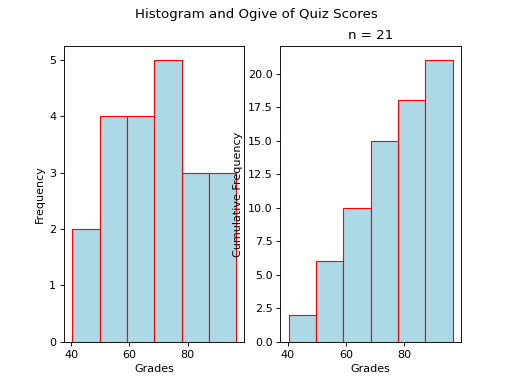 Histogram and Ogive of Quiz Scores
n = 21
Frequency
5
4
3
2
1
0
40 60 80
Grades
Cumulative Frequency
20.0
17.5
15.0
12.5
10.0
7.5
5.0
2.5
0.0
40 60 80
Grades